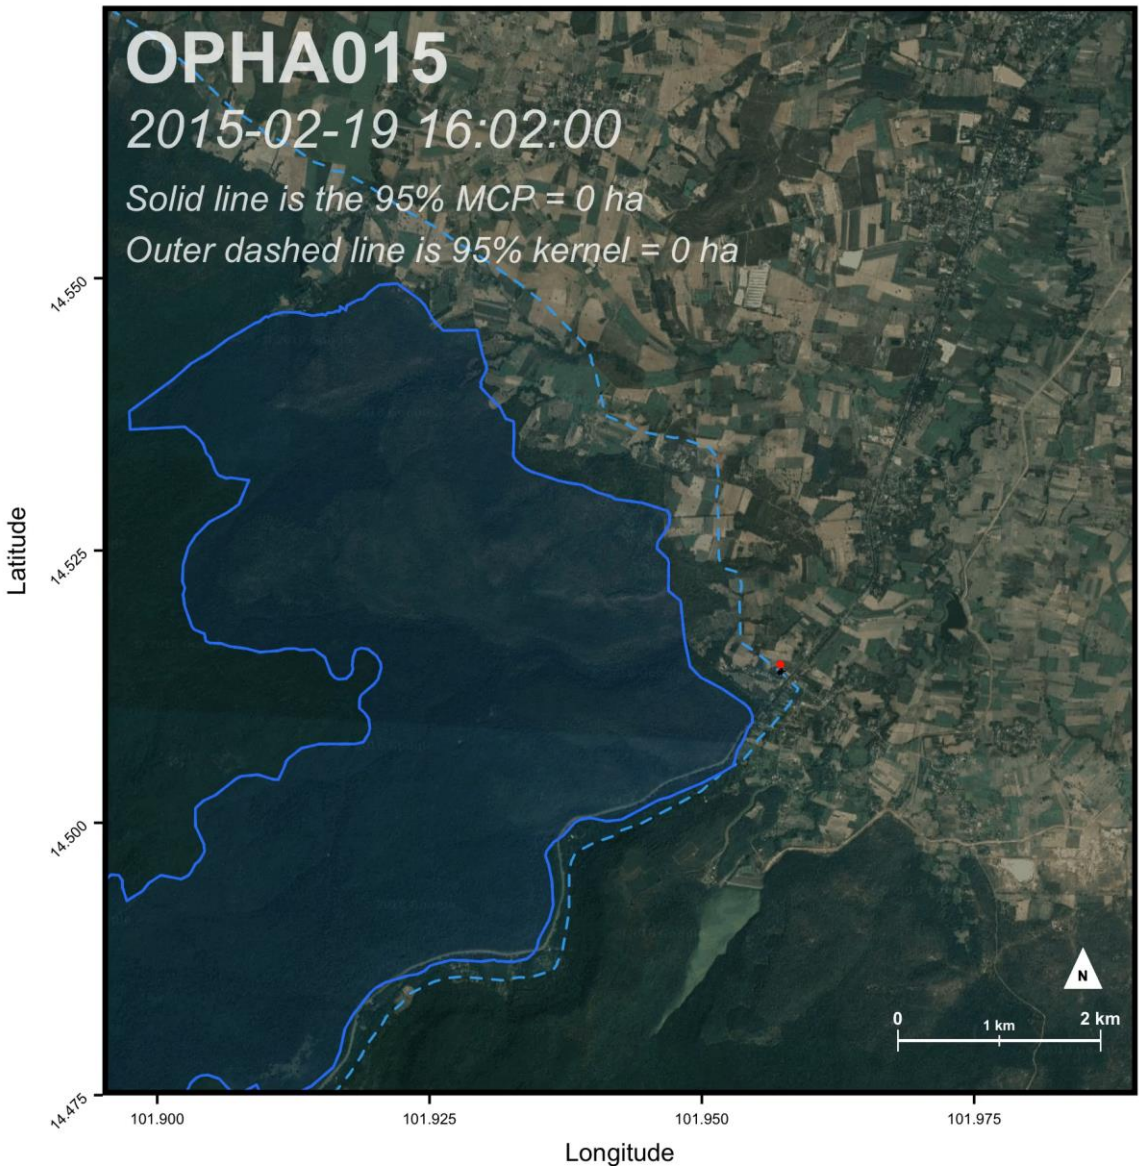 OPHA015
2015-02-19 16:02:00
Solid line is the 95% MCP = 0 ha
Outer dashed line is 95% kernel = 0 ha
14.550
14.525
14.500
14.475
Latitude
N
0
1 km
2 km
101.900
101.925
101.950
101.975
Longitude